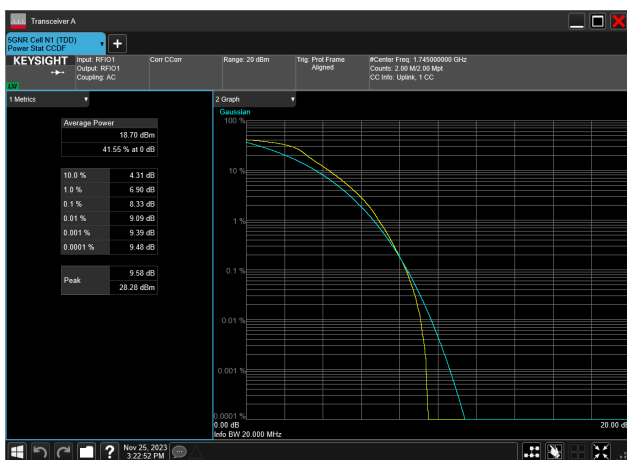 Transceiver A
5GNR Cell N1 (TDD)
Power Stat CCDF
KEYSIGHT
Input: RFIO1
Output: RFIO1
Coupling: AC
Corr CCorr
Range: 20 dBm
Trig: Prot Frame
Aligned
#Center Freq: 1.745000000 GHz
Counts: 2.00 M/2.00 Mpt
CC Info: Uplink, 1 CC
1 Metrics
Average Power
18.70 dBm
41.55 % at 0 dB
10.0 % 4.31 dB
1.0 % 6.90 dB
0.1 % 8.33 dB
0.01 % 9.09 dB
0.001 % 9.39 dB
0.0001 % 9.48 dB
Peak 9.58 dB
28.28 dBm
2 Graph
Gaussian
100 %
10 %
1 %
0.1 %
0.01 %
0.001 %
0.0001 %
0.00 dB 20.00 dB
Info BW 20.000 MHz
Nov 25, 2023
3:22:52 PM